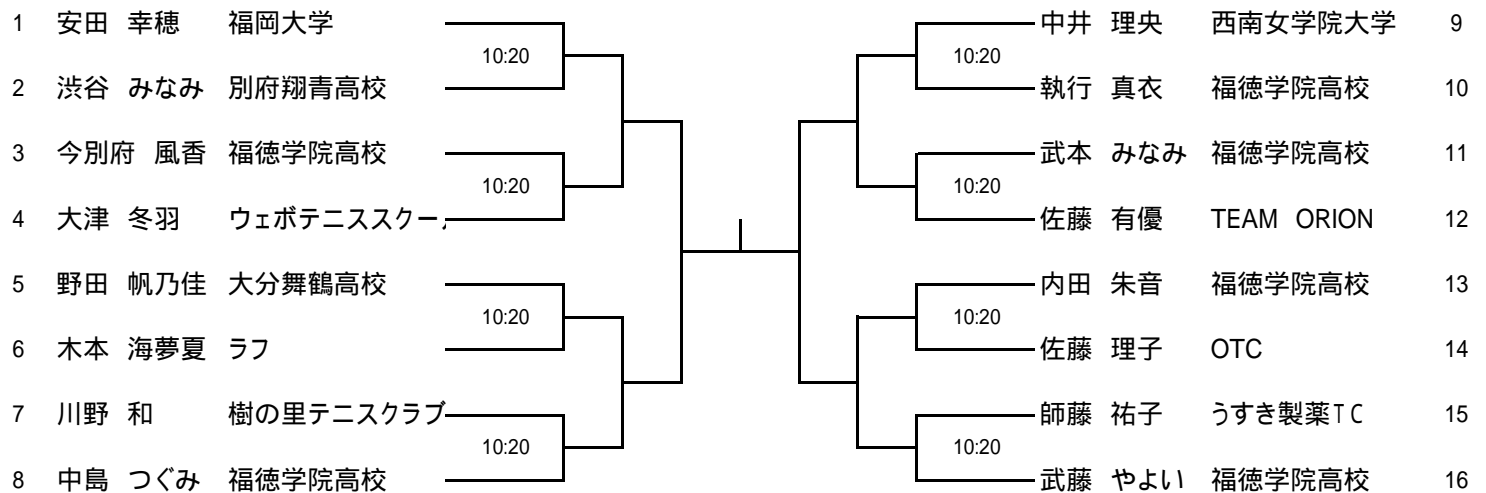 1 安田 幸穂 福岡大学
10:20
2 渋谷 みなみ 別府翔青高校
3 今別府 風香 福徳学院高校
10:20
4 大津 冬羽 ウェボテニススクー
5 野田 帆乃佳 大分舞鶴高校
10:20
6 木本 海夢夏 ラフ
7 川野 和 樹の里テニスクラブ
10:20
8 中島 つぐみ 福徳学院高校
中井 理央 西南女学院大学 9
10:20
執行 真衣 福徳学院高校 10
武本 みなみ 福徳学院高校 11
10:20
佐藤 有優 TEAM ORION 12
内田 朱音 福徳学院高校 13
10:20
佐藤 理子 OTC 14
師藤 祐子 うすき製薬TC 15
10:20
武藤 やよい 福徳学院高校 16